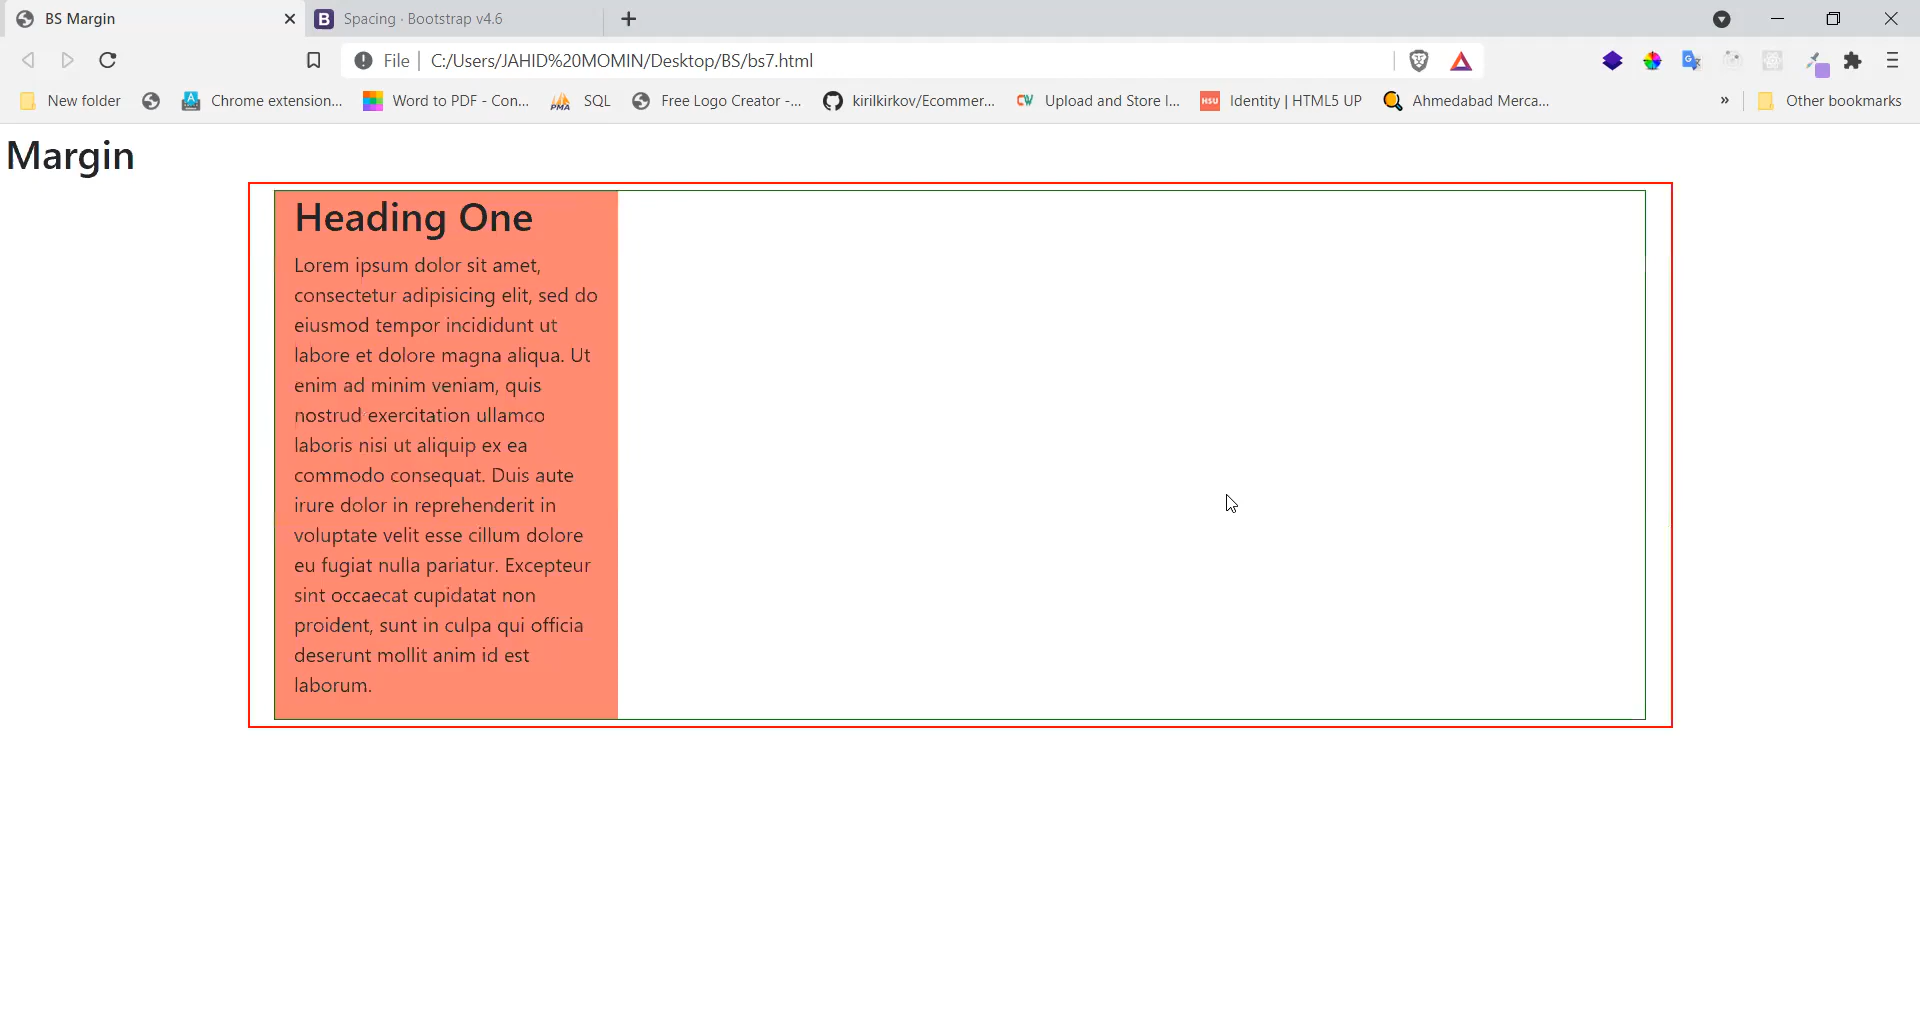 BS Margin
Spacing · Bootstrap v4.6
File C:/Users/JAHID%20MOMIN/Desktop/BS/bs7.html
New folder
Chrome extension...
Word to PDF - Con...
PMA SQL
Free Logo Creator -...
kirilkirkov/Ecommer...
CW Upload and Store I...
HSU Identity | HTML5 UP
Ahmedabad Merca...
»
Other bookmarks
Margin
Heading One
Lorem ipsum dolor sit amet,
consectetur adipisicing elit, sed do
eiusmod tempor incididunt ut
labore et dolore magna aliqua. Ut
enim ad minim veniam, quis
nostrud exercitation ullamco
laboris nisi ut aliquip ex ea
commodo consequat. Duis aute
irure dolor in reprehenderit in
voluptate velit esse cillum dolore
eu fugiat nulla pariatur. Excepteur
sint occaecat cupidatat non
proident, sunt in culpa qui officia
deserunt mollit anim id est
laborum.